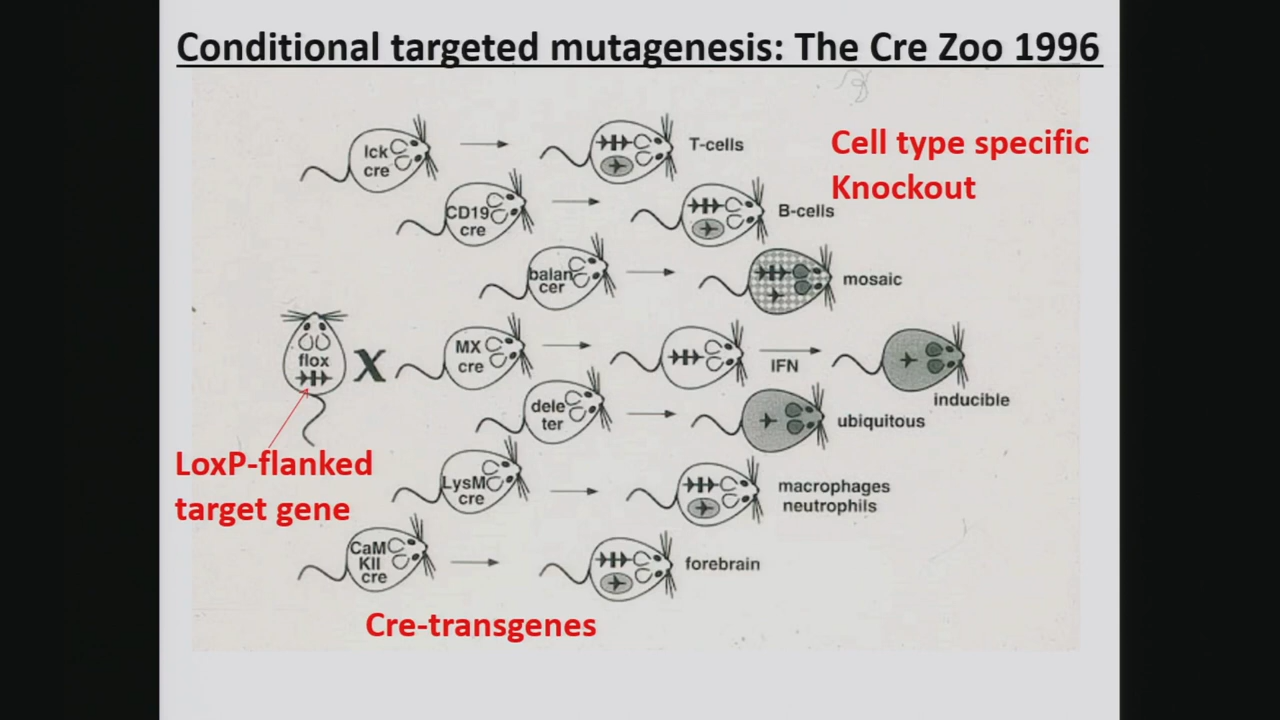 Conditional targeted mutagenesis: The Cre Zoo 1996
lck
cre
T-cells
Cell type specific
Knockout
CD19
cre
B-cells
balan
cer
mosaic
flox
X
MX
cre
IFN
inducible
dele
ter
ubiquitous
LoxP-flanked
target gene
LysM
cre
macrophages
neutrophils
CaM
KII
cre
forebrain
Cre-transgenes